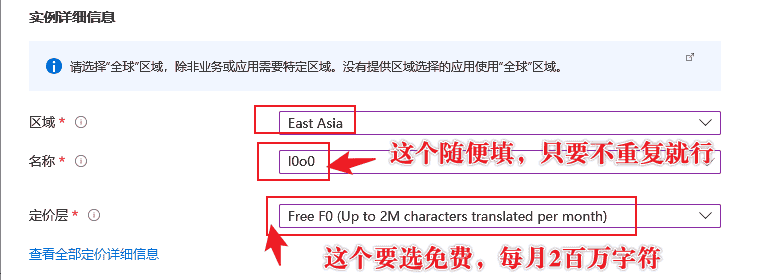 实例详细信息
请选择"全球"区域，除非业务或应用需要特定区域。没有提供区域选择的应用使用"全球"区域。
区域 * East Asia
名称 * l0o0 这个随便填，只要不重复就行
定价层 * Free F0 (Up to 2M characters translated per month)
查看全部定价详细信息 这个要选免费，每月2百万字符